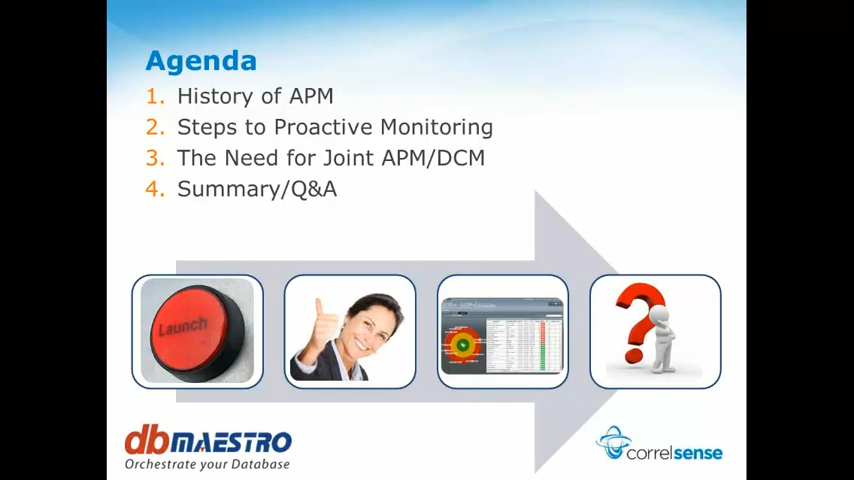 Agenda
1. History of APM
2. Steps to Proactive Monitoring
3. The Need for Joint APM/DCM
4. Summary/Q&A
Launch
dbMAESTRO
Orchestrate your Database
correlsense